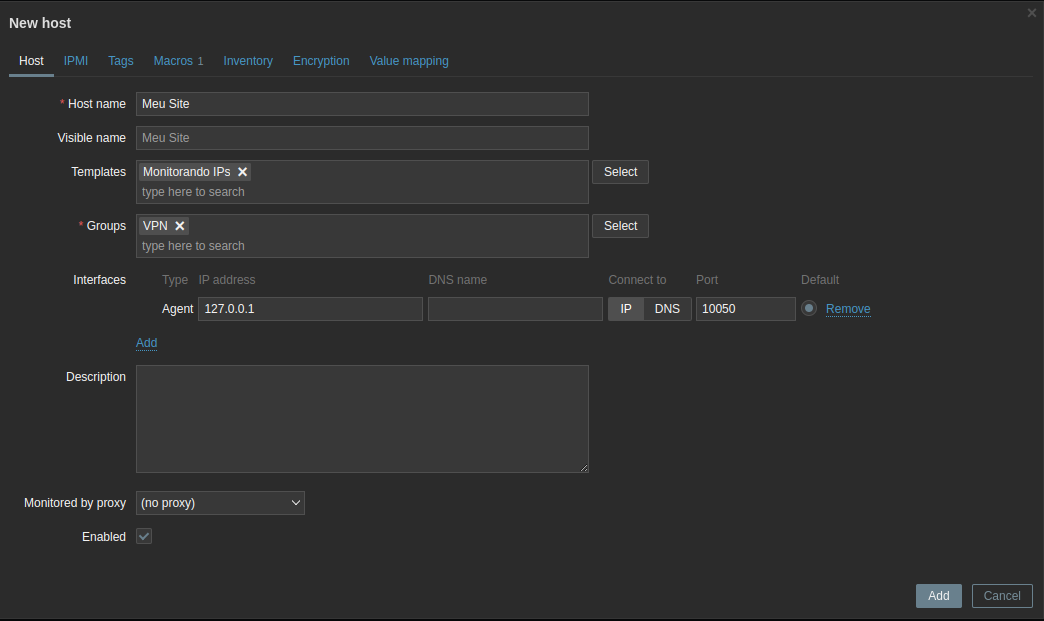 New host
Host IPMI Tags Macros 1 Inventory Encryption Value mapping
* Host name Meu Site
Visible name Meu Site
Templates Monitorando IPs Select
type here to search
* Groups VPN Select
type here to search
Interfaces Type IP address DNS name Connect to Port Default
Agent 127.0.0.1 IP DNS 10050 Remove
Add
Description
Monitored by proxy (no proxy)
Enabled
Add Cancel